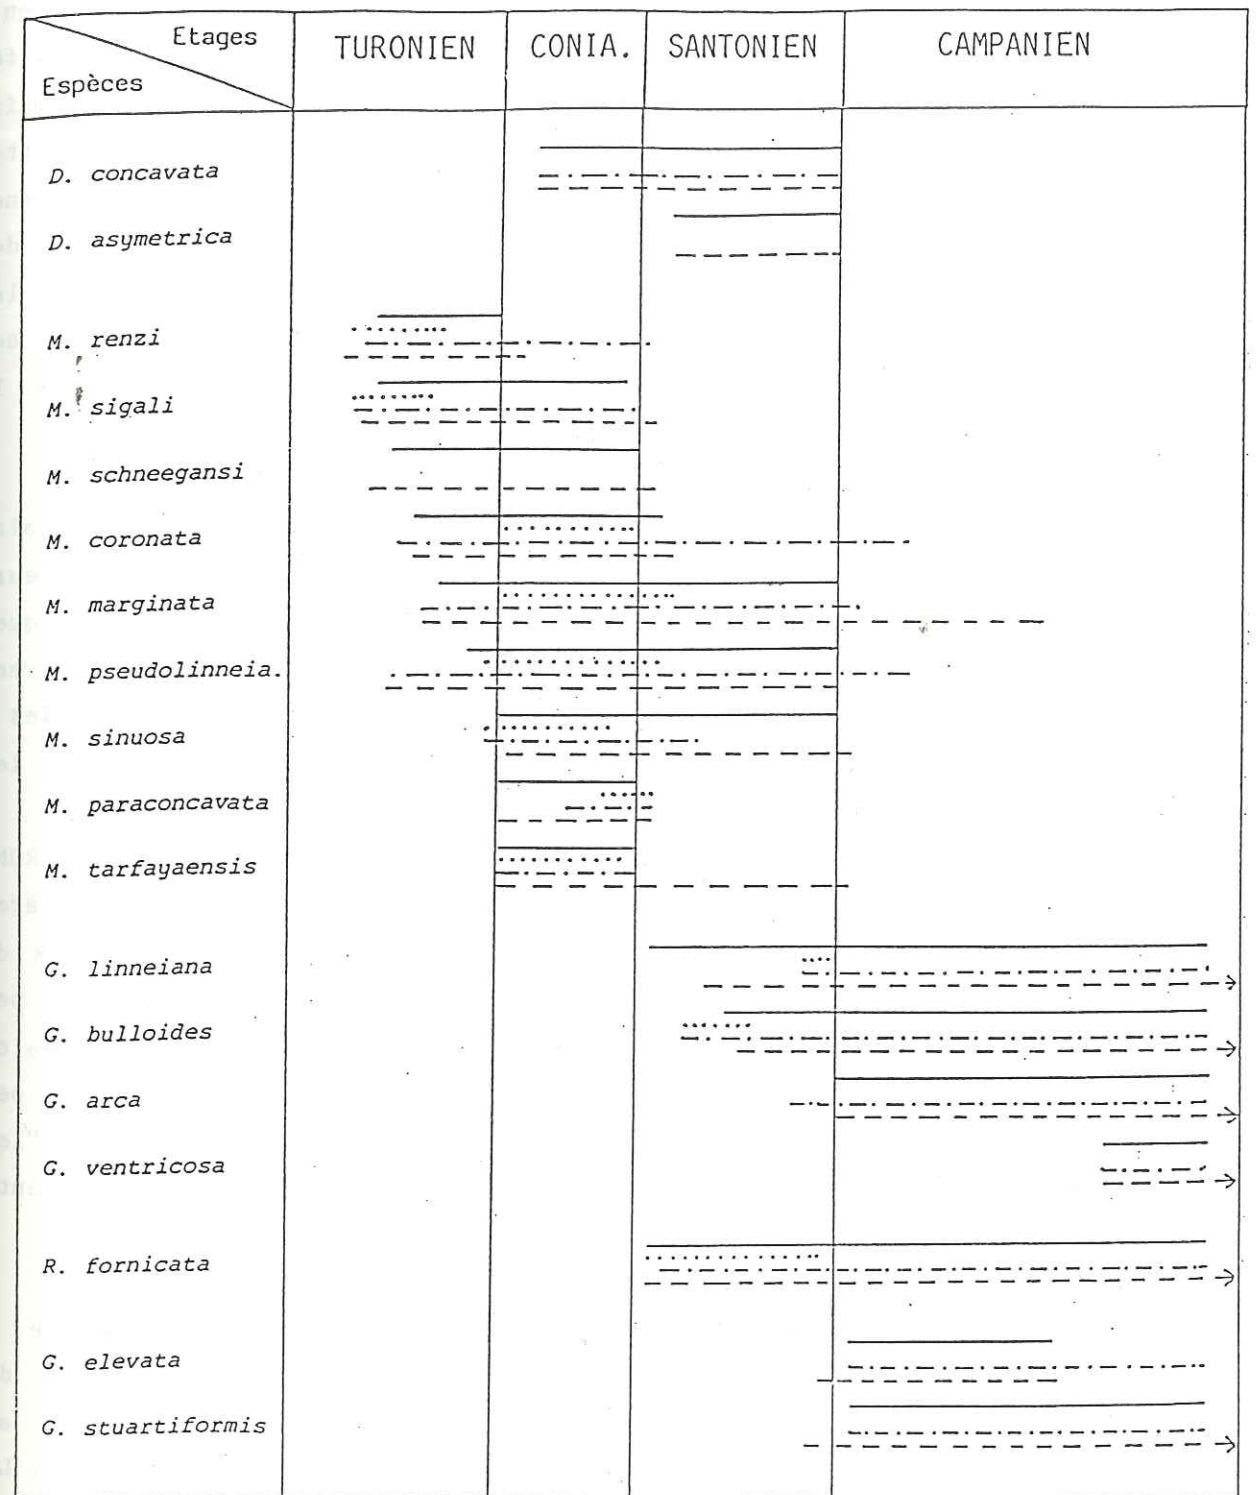 Etages
Espèces
TURONIEN
CONIA.
SANTONIEN
CAMPANIEN
D. concavata
D. asymetrica
M. renzi
M. sigali
M. schneegansi
M. coronata
M. marginata
M. pseudolinneia.
M. sinuosa
M. paraconcavata
M. tarfayaensis
G. linneiana
G. bulloides
G. arca
G. ventricosa
R. fornicata
G. elevata
G. stuartiformis